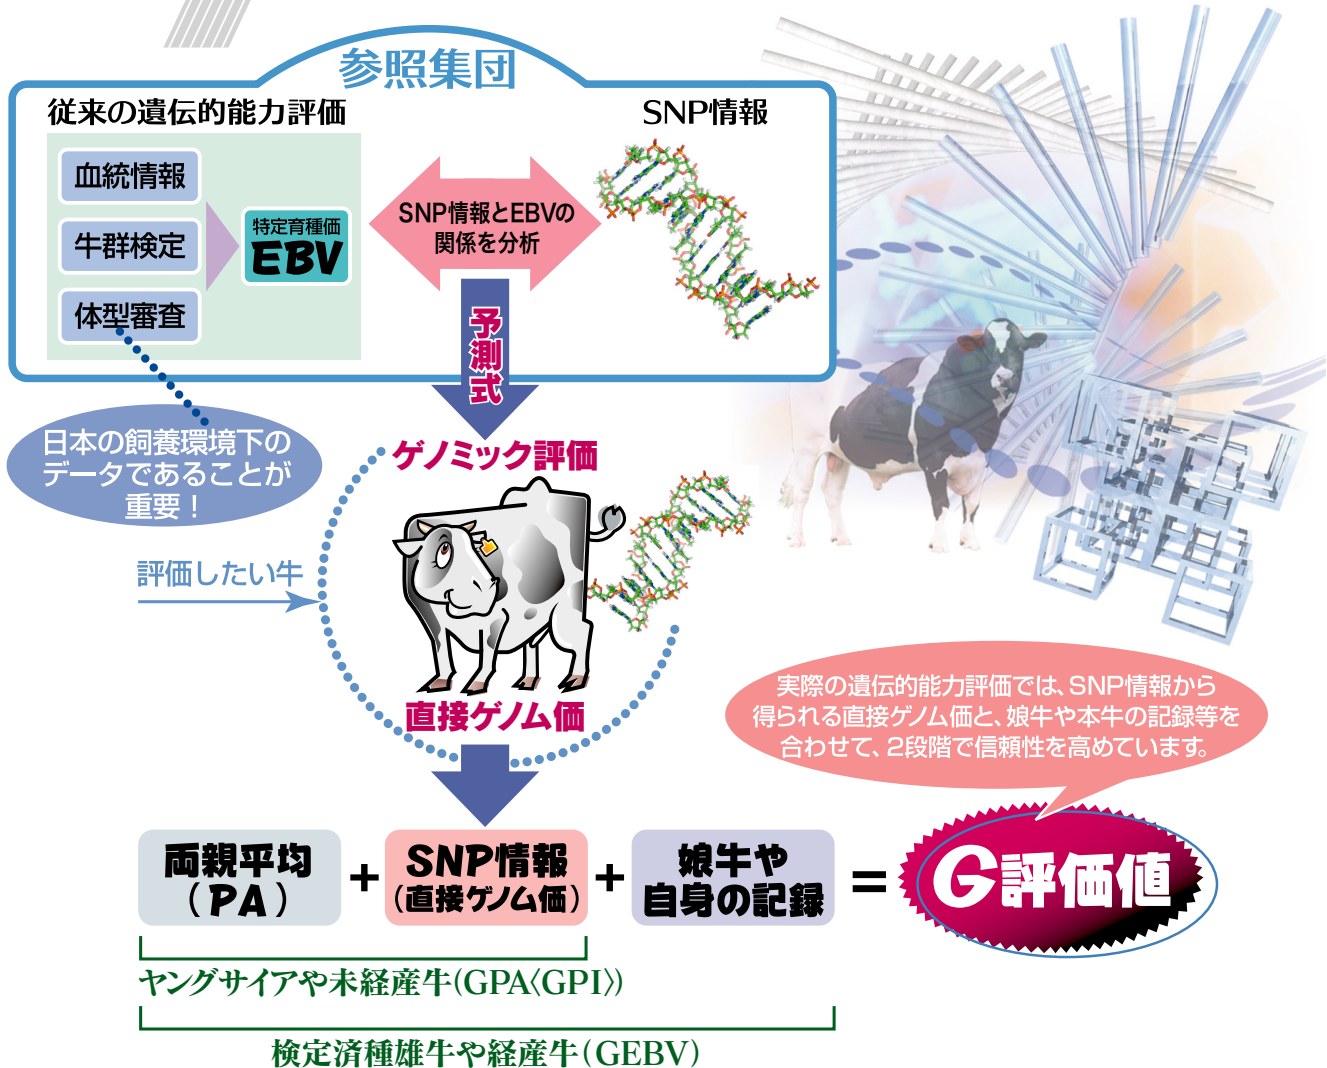 参照集団
従来の遺伝的能力評価
SNP情報
血統情報
牛群検定
体型審査
特定育種価
EBV
SNP情報とEBVの
関係を分析
予測式
日本の飼養環境下の
データであることが
重要！
ゲノミック評価
評価したい牛
直接ゲノム価
実際の遺伝的能力評価では、SNP情報から
得られる直接ゲノム価と、娘牛や本牛の記録等を
合わせて、2段階で信頼性を高めています。
両親平均
（PA）
+
SNP情報
（直接ゲノム価）
+
娘牛や
自身の記録
=
G評価値
ヤングサイアや未経産牛(GPA〈GPI〉)
検定済種雄牛や経産牛(GEBV)